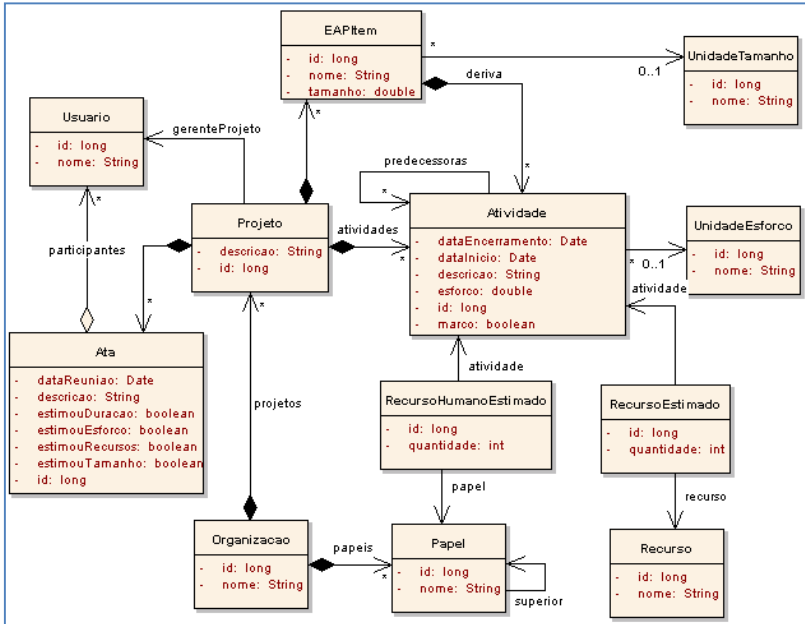 EAPItem
- id: long
- nome: String
- tamanho: double
*
0..1
UnidadeTamanho
- id: long
- nome: String
deriva
*
*
Usuario
- id: long
- nome: String
*
gerenteProjeto
participantes
predecessoras
*
Projeto
- descricao: String
- id: long
*
atividades
*
Atividade
- dataEncerramento: Date
- dataInicio: Date
- descricao: String
- esforco: double
- id: long
- marco: boolean
*
0..1
UnidadeEsforco
- id: long
- nome: String
atividade
*
Ata
- dataReuniao: Date
- descricao: String
- estimouDuracao: boolean
- estimouEsforco: boolean
- estimouRecursos: boolean
- estimouTamanho: boolean
- id: long
projetos
atividade
RecursoHumanoEstimado
- id: long
- quantidade: int
RecursoEstimado
- id: long
- quantidade: int
papel
recurso
Organizacao
- id: long
- nome: String
papeis
*
Papel
- id: long
- nome: String
superior
Recurso
- id: long
- nome: String